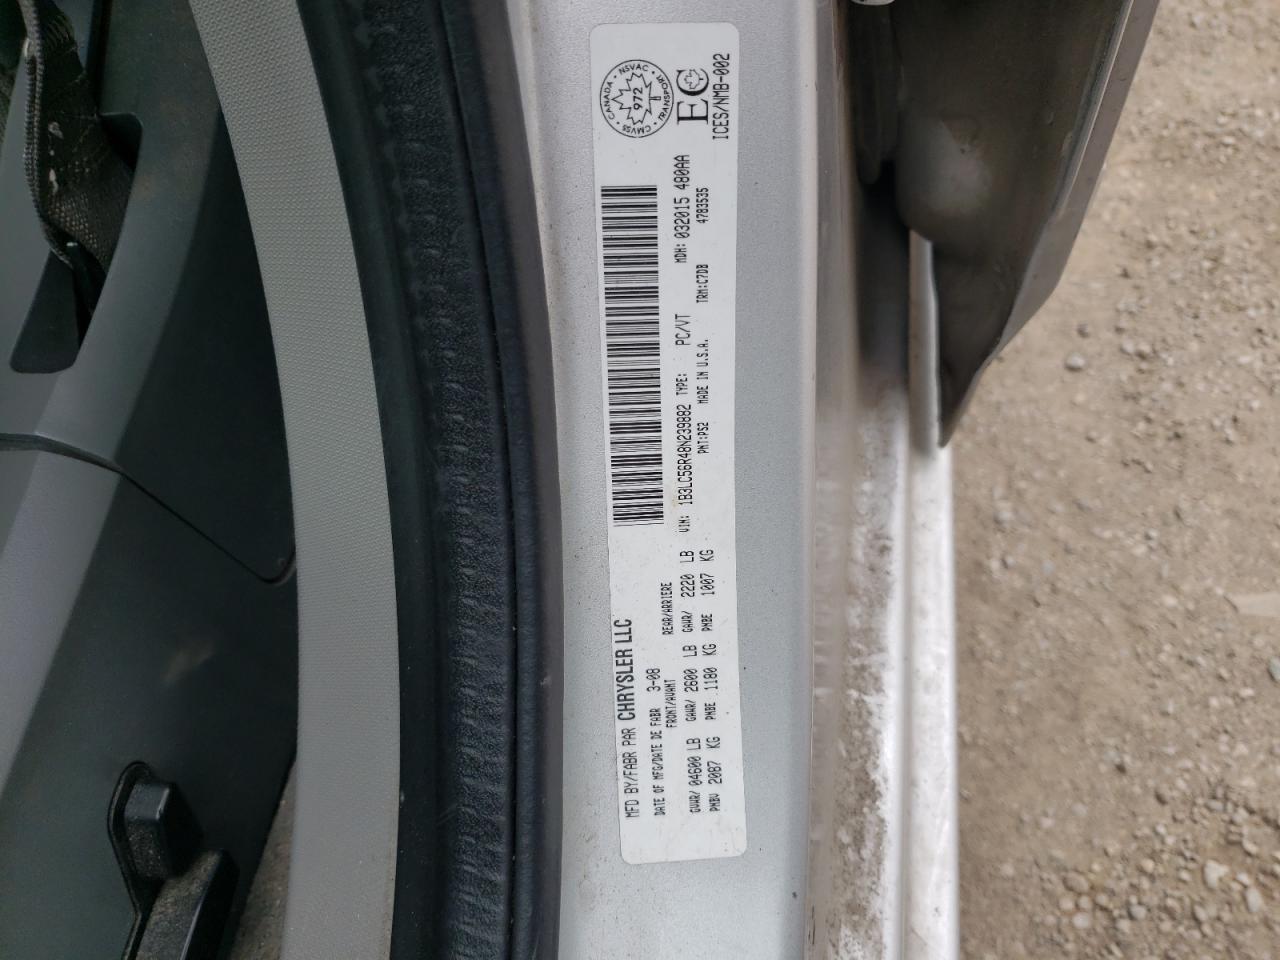 MFD BY/FABR PAR CHRYSLER LLC
DATE OF MFG/DATE DE FABR 3-08
FRONT/AVANT
REAR/ARRIERE
GVWR/ 04600 LB GAWR/ 2600 LB GAWR/ 2220 LB
PNBV 2087 KG PNBE 1180 KG PNBE 1007 KG
VIN: 1B3LC56R48N239882 TYPE: PC/VT MDH: 032015 480AA
PNT:PS2 MADE IN U.S.A. TRM:C7DB 4783535
CANADA • NSVAC • TRANSPORT • CMVSS •
972
EC
ICES/NMB-002